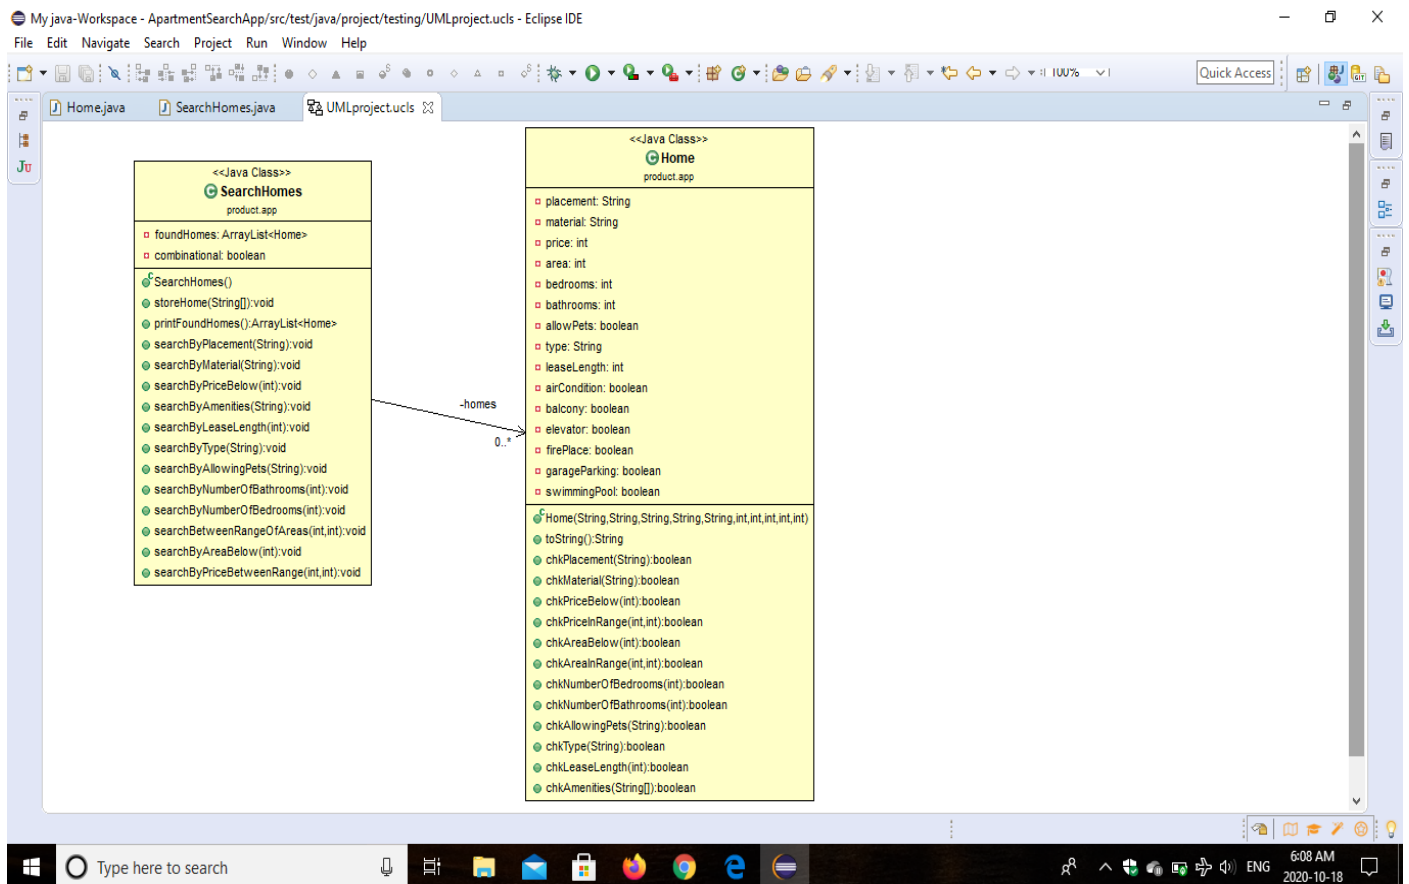 My java-Workspace - ApartmentSearchApp/src/test/java/project/testing/UMLproject.ucls - Eclipse IDE
File Edit Navigate Search Project Run Window Help
100%
Quick Access
Home.java
SearchHomes.java
UMLproject.ucls
<<Java Class>>
SearchHomes
product.app
foundHomes: ArrayList<Home>
combinational: boolean
SearchHomes()
storeHome(String[]):void
printFoundHomes():ArrayList<Home>
searchByPlacement(String):void
searchByMaterial(String):void
searchByPriceBelow(int):void
searchByAmenities(String):void
searchByLeaseLength(int):void
searchByType(String):void
searchByAllowingPets(String):void
searchByNumberOfBathrooms(int):void
searchByNumberOfBedrooms(int):void
searchBetweenRangeOfAreas(int,int):void
searchByAreaBelow(int):void
searchByPriceBetweenRange(int,int):void
-homes
0..*
<<Java Class>>
Home
product.app
placement: String
material: String
price: int
area: int
bedrooms: int
bathrooms: int
allowPets: boolean
type: String
leaseLength: int
airCondition: boolean
balcony: boolean
elevator: boolean
firePlace: boolean
garageParking: boolean
swimmingPool: boolean
Home(String,String,String,String,String,int,int,int,int,int)
toString():String
chkPlacement(String):boolean
chkMaterial(String):boolean
chkPriceBelow(int):boolean
chkPriceInRange(int,int):boolean
chkAreaBelow(int):boolean
chkAreaInRange(int,int):boolean
chkNumberOfBedrooms(int):boolean
chkNumberOfBathrooms(int):boolean
chkAllowingPets(String):boolean
chkType(String):boolean
chkLeaseLength(int):boolean
chkAmenities(String[]):boolean
Type here to search
ENG
6:08 AM
2020-10-18